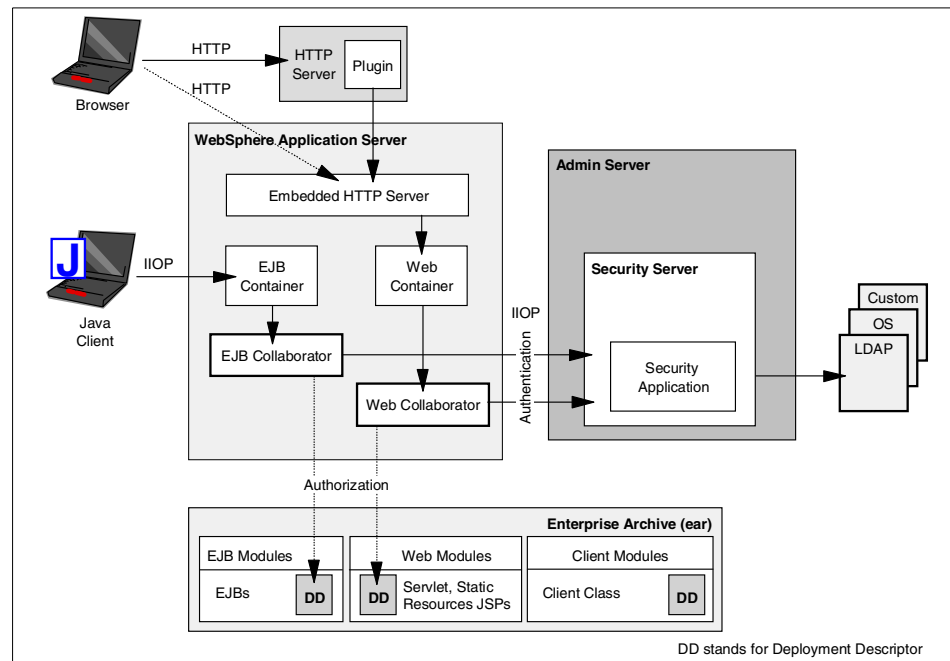 HTTP
HTTP
Server
Plugin
HTTP
Browser
WebSphere Application Server
Admin Server
Embedded HTTP Server
J
IIOP
EJB
Container
Web
Container
Security Server
Java
Client
IIOP
Custom
OS
LDAP
EJB Collaborator
Security
Application
Authentication
Web Collaborator
Authorization
Enterprise Archive (ear)
EJB Modules
Web Modules
Client Modules
EJBs
DD
DD
Servlet, Static
Resources JSPs
Client Class
DD
DD stands for Deployment Descriptor